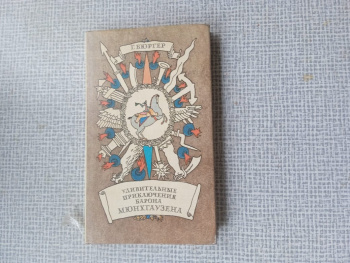 Г. БЮРГЕР
УДИВИТЕЛЬНЫЕ
ПРИКЛЮЧЕНИЯ
БАРОНА
МЮНХГАУЗЕНА